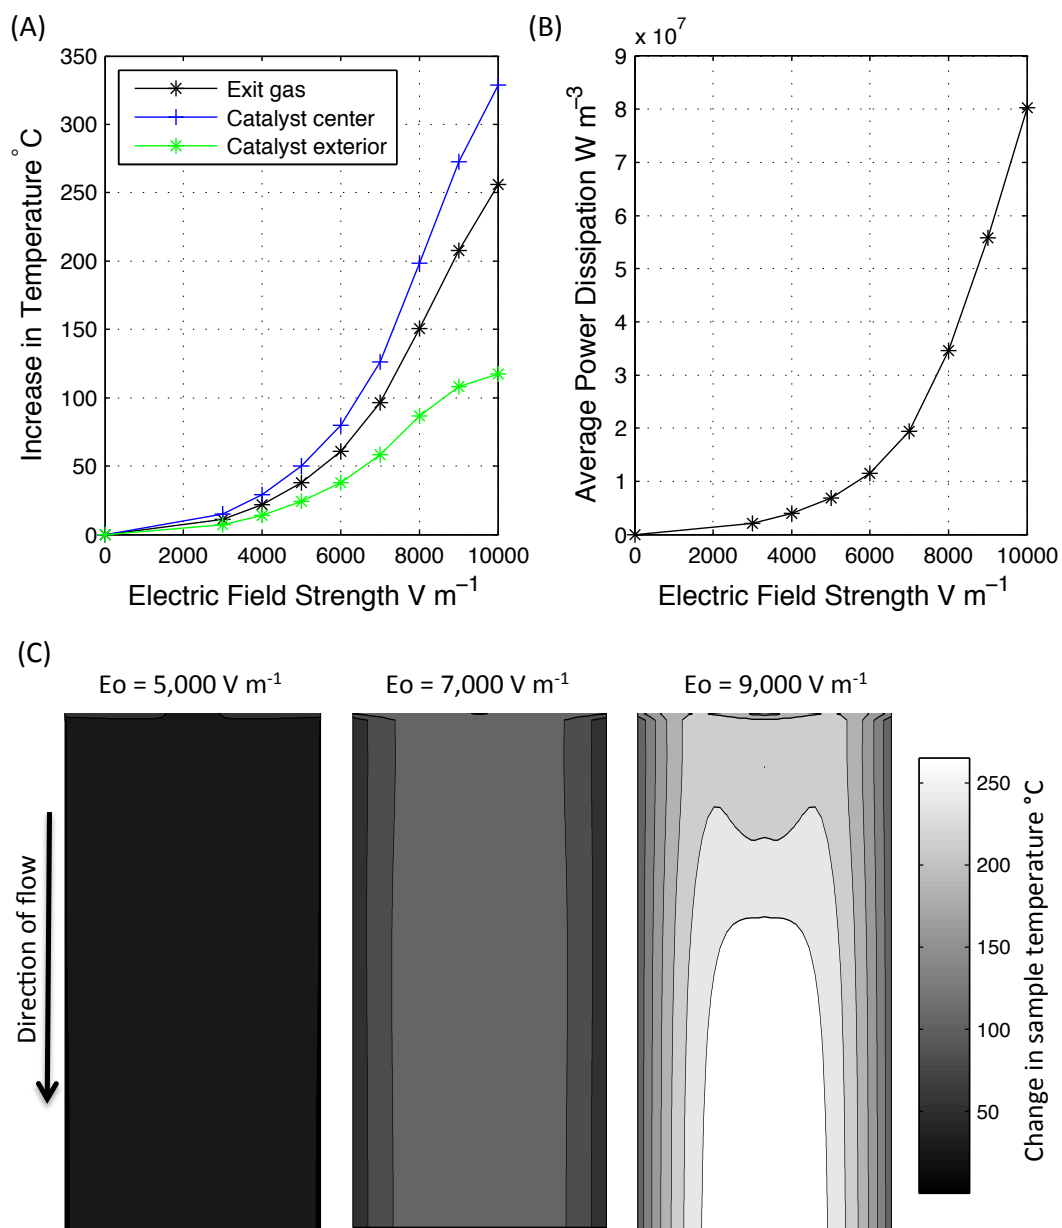 (A)
350
300
250
200
150
100
50
0
Increase in Temperature °C
Exit gas
Catalyst center
Catalyst exterior
0 2000 4000 6000 8000 10000
Electric Field Strength V m⁻¹
(B)
x 10⁷
9
8
7
6
5
4
3
2
1
0
Average Power Dissipation W m⁻³
0 2000 4000 6000 8000 10000
Electric Field Strength V m⁻¹
(C)
Eo = 5,000 V m⁻¹
Eo = 7,000 V m⁻¹
Eo = 9,000 V m⁻¹
Direction of flow
250
200
150
100
50
Change in sample temperature °C